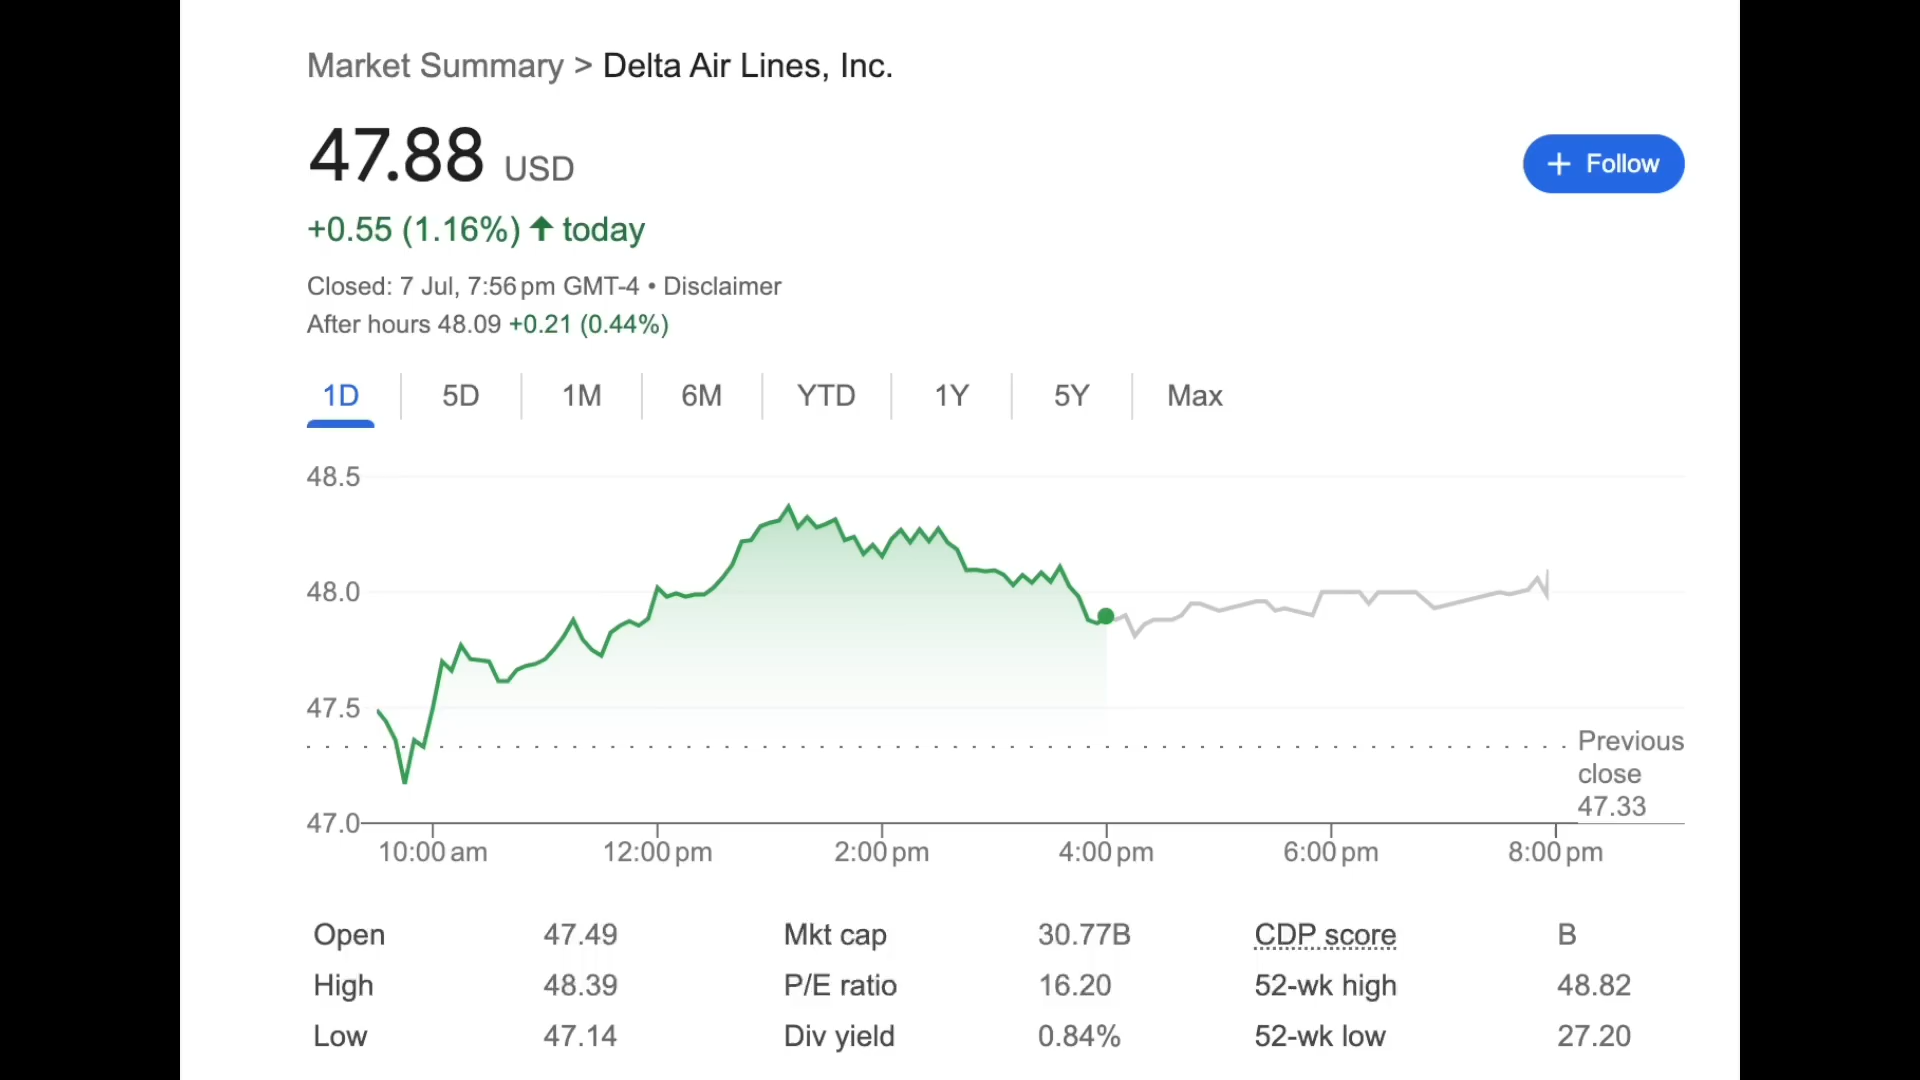 Market Summary > Delta Air Lines, Inc.
47.88 USD
+ Follow
+0.55 (1.16%) ↑ today
Closed: 7 Jul, 7:56 pm GMT-4 • Disclaimer
After hours 48.09 +0.21 (0.44%)
1D 5D 1M 6M YTD 1Y 5Y Max
48.5
48.0
47.5
47.0
Previous
close
47.33
10:00 am 12:00 pm 2:00 pm 4:00 pm 6:00 pm 8:00 pm
Open 47.49 Mkt cap 30.77B CDP score B
High 48.39 P/E ratio 16.20 52-wk high 48.82
Low 47.14 Div yield 0.84% 52-wk low 27.20